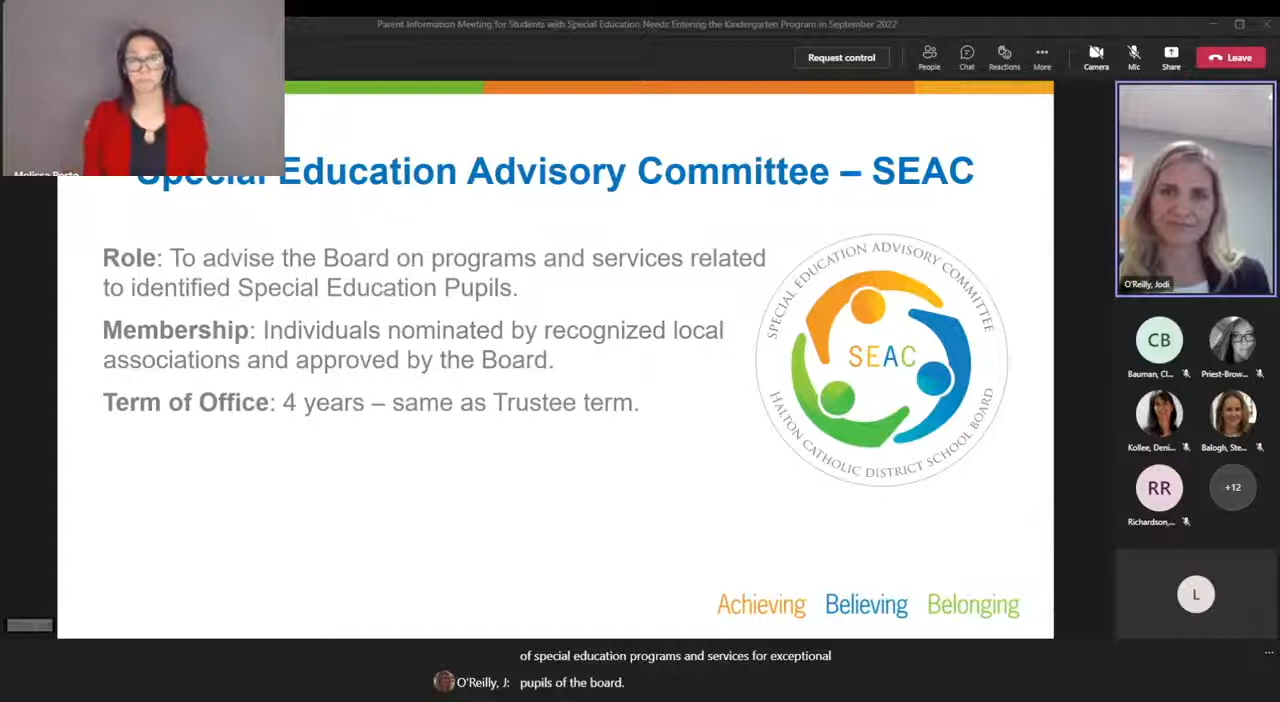 Parent Information Meeting for Students with Special Education Needs Entering the Kindergarten Program in September 2022
Request control
People
Chat
Reactions
More
Camera
Mic
Share
Leave
Education Advisory Committee – SEAC
Role: To advise the Board on programs and services related
to identified Special Education Pupils.
Membership: Individuals nominated by recognized local
associations and approved by the Board.
Term of Office: 4 years – same as Trustee term.
SPECIAL EDUCATION ADVISORY COMMITTEE
SEAC
HALTON CATHOLIC DISTRICT SCHOOL BOARD
Achieving Believing Belonging
O'Reilly, Jodi
CB
Bauman, Cl...
Priest-Brow...
Kollee, Deni...
Balogh, Ste...
RR
+12
Richardson,...
L
of special education programs and services for exceptional
O'Reilly, J: pupils of the board.